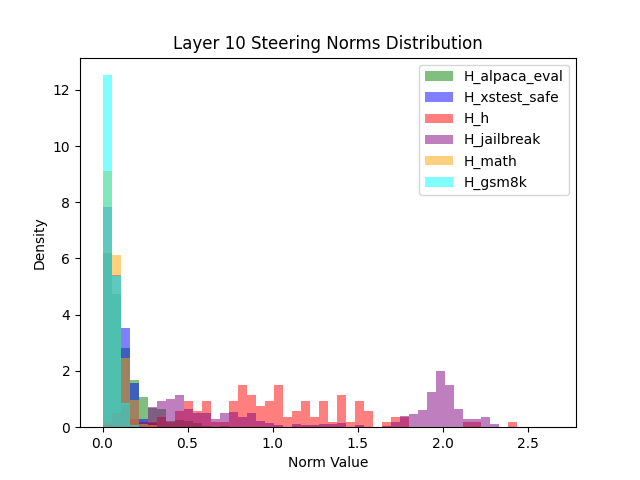 Layer 10 Steering Norms Distribution
H_alpaca_eval
H_xstest_safe
H_h
H_jailbreak
H_math
H_gsm8k
12
10
8
6
4
2
0
Density
0.0 0.5 1.0 1.5 2.0 2.5
Norm Value